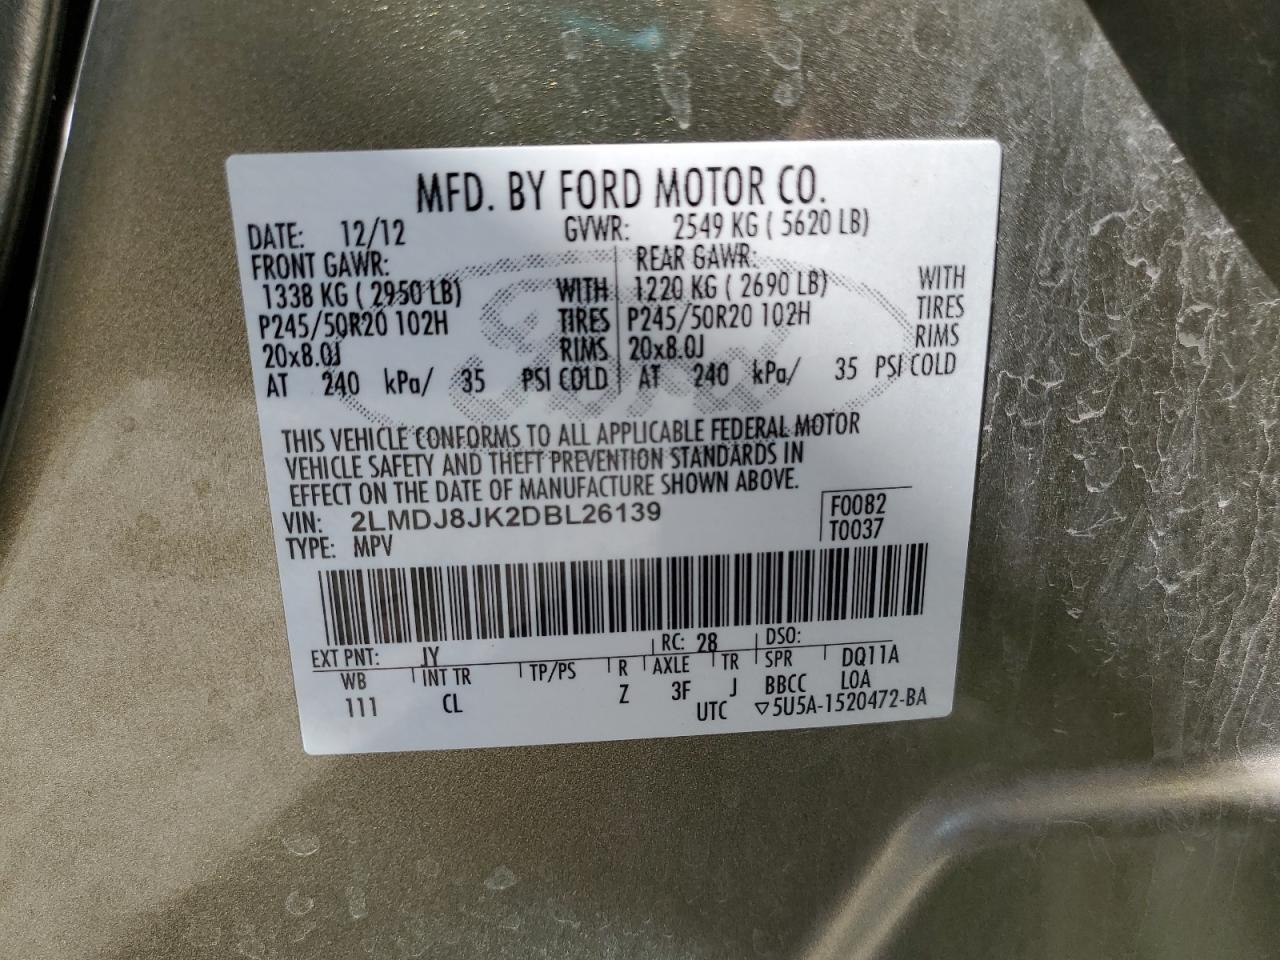 MFD. BY FORD MOTOR CO.
DATE: 12/12 GVWR: 2549 KG ( 5620 LB)
FRONT GAWR: REAR GAWR:
1338 KG ( 2950 LB) WITH 1220 KG ( 2690 LB) WITH
P245/50R20 102H TIRES P245/50R20 102H TIRES
20x8.0J RIMS 20x8.0J RIMS
AT 240 kPa/ 35 PSI COLD AT 240 kPa/ 35 PSI COLD
Ford
THIS VEHICLE CONFORMS TO ALL APPLICABLE FEDERAL MOTOR
VEHICLE SAFETY AND THEFT PREVENTION STANDARDS IN
EFFECT ON THE DATE OF MANUFACTURE SHOWN ABOVE.
VIN: 2LMDJ8JK2DBL26139 F0082
TYPE: MPV T0037
EXT PNT: JY RC: 28 DSO:
WB INT TR TP/PS R AXLE TR SPR DQ11A
111 CL Z 3F J BBCC LOA
UTC ▽5U5A-1520472-BA